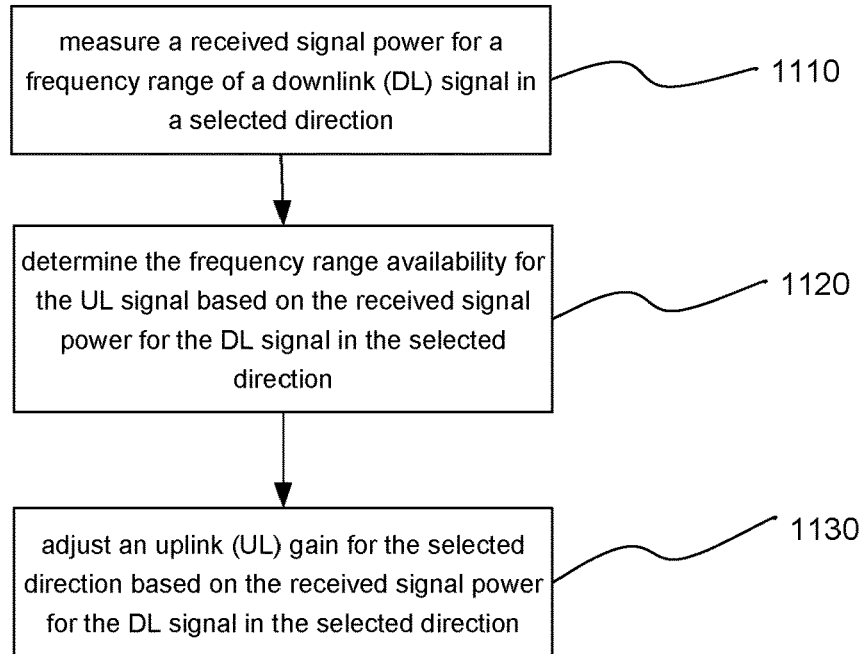 measure a received signal power for a
frequency range of a downlink (DL) signal in
a selected direction
1110
determine the frequency range availability for
the UL signal based on the received signal
power for the DL signal in the selected
direction
1120
adjust an uplink (UL) gain for the selected
direction based on the received signal power
for the DL signal in the selected direction
1130